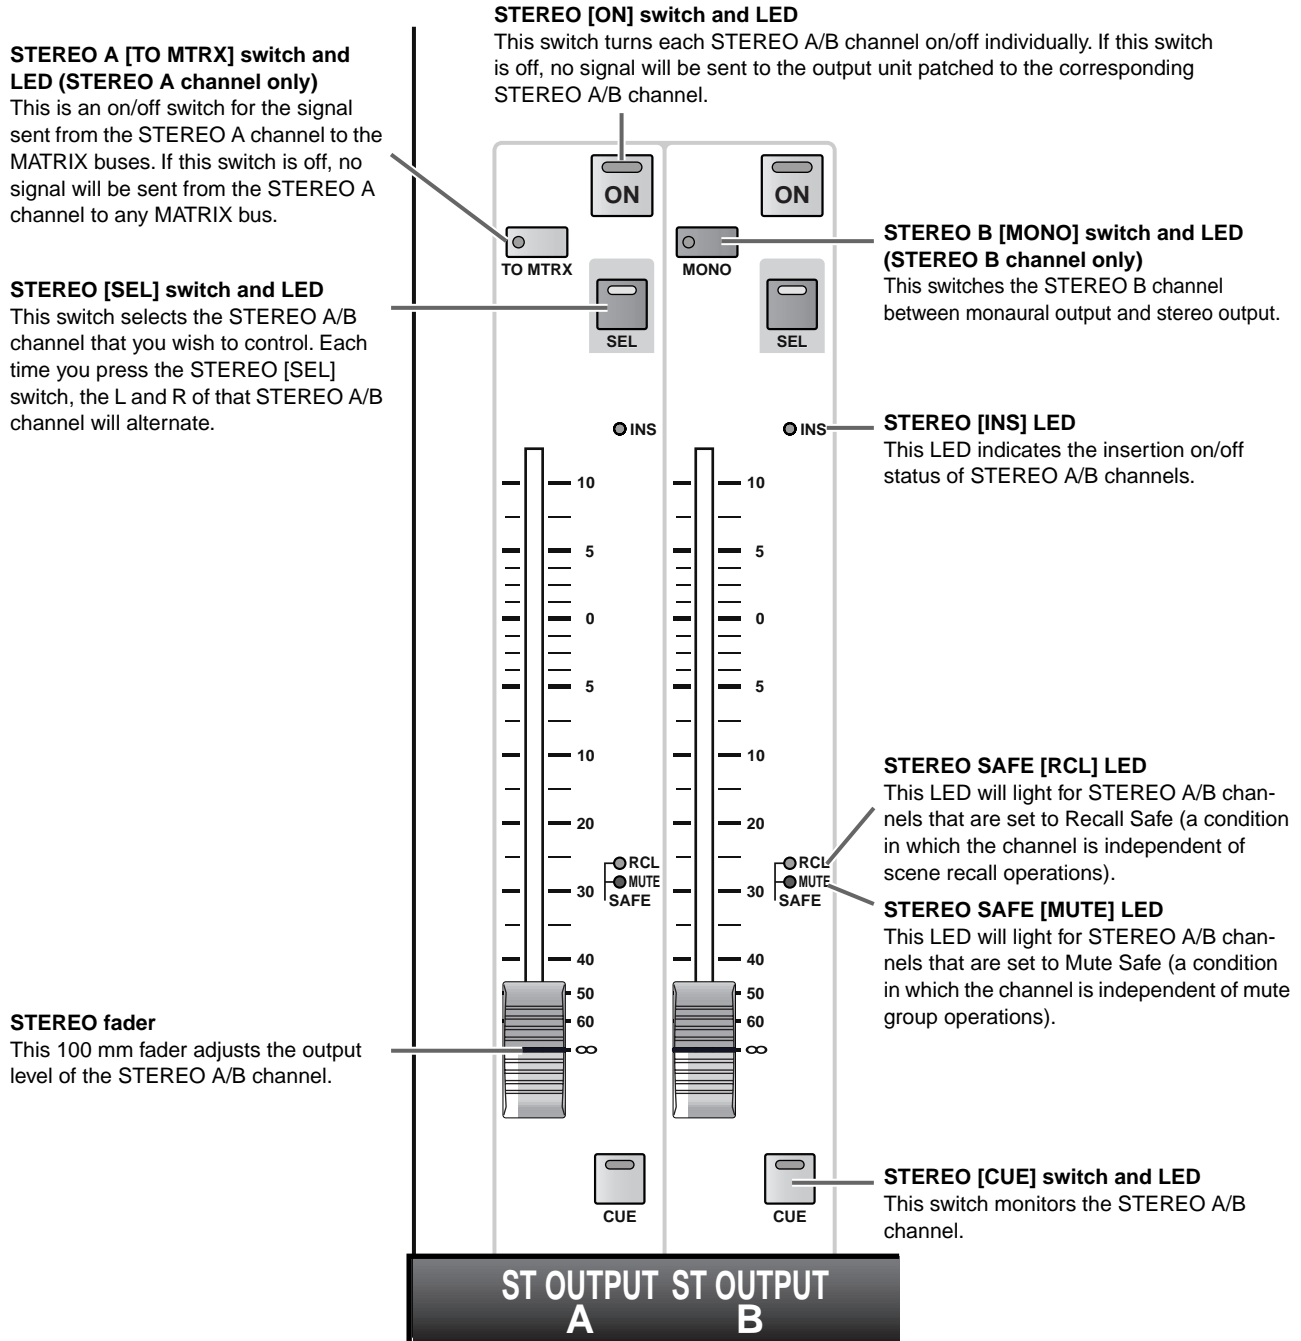 STEREO [ON] switch and LED
This switch turns each STEREO A/B channel on/off individually. If this switch
is off, no signal will be sent to the output unit patched to the corresponding
STEREO A/B channel.
STEREO A [TO MTRX] switch and
LED (STEREO A channel only)
This is an on/off switch for the signal
sent from the STEREO A channel to the
MATRIX buses. If this switch is off, no
signal will be sent from the STEREO A
channel to any MATRIX bus.
STEREO [SEL] switch and LED
This switch selects the STEREO A/B
channel that you wish to control. Each
time you press the STEREO [SEL]
switch, the L and R of that STEREO A/B
channel will alternate.
STEREO fader
This 100 mm fader adjusts the output
level of the STEREO A/B channel.
ON
TO MTRX
SEL
INS
10
5
0
5
10
20
30
40
50
60
∞
RCL
MUTE
SAFE
CUE
ST OUTPUT
A
ON
MONO
SEL
INS
10
5
0
5
10
20
30
40
50
60
∞
RCL
MUTE
SAFE
CUE
ST OUTPUT
B
STEREO B [MONO] switch and LED
(STEREO B channel only)
This switches the STEREO B channel
between monaural output and stereo output.
STEREO [INS] LED
This LED indicates the insertion on/off
status of STEREO A/B channels.
STEREO SAFE [RCL] LED
This LED will light for STEREO A/B chan-
nels that are set to Recall Safe (a condition
in which the channel is independent of
scene recall operations).
STEREO SAFE [MUTE] LED
This LED will light for STEREO A/B chan-
nels that are set to Mute Safe (a condition
in which the channel is independent of mute
group operations).
STEREO [CUE] switch and LED
This switch monitors the STEREO A/B
channel.